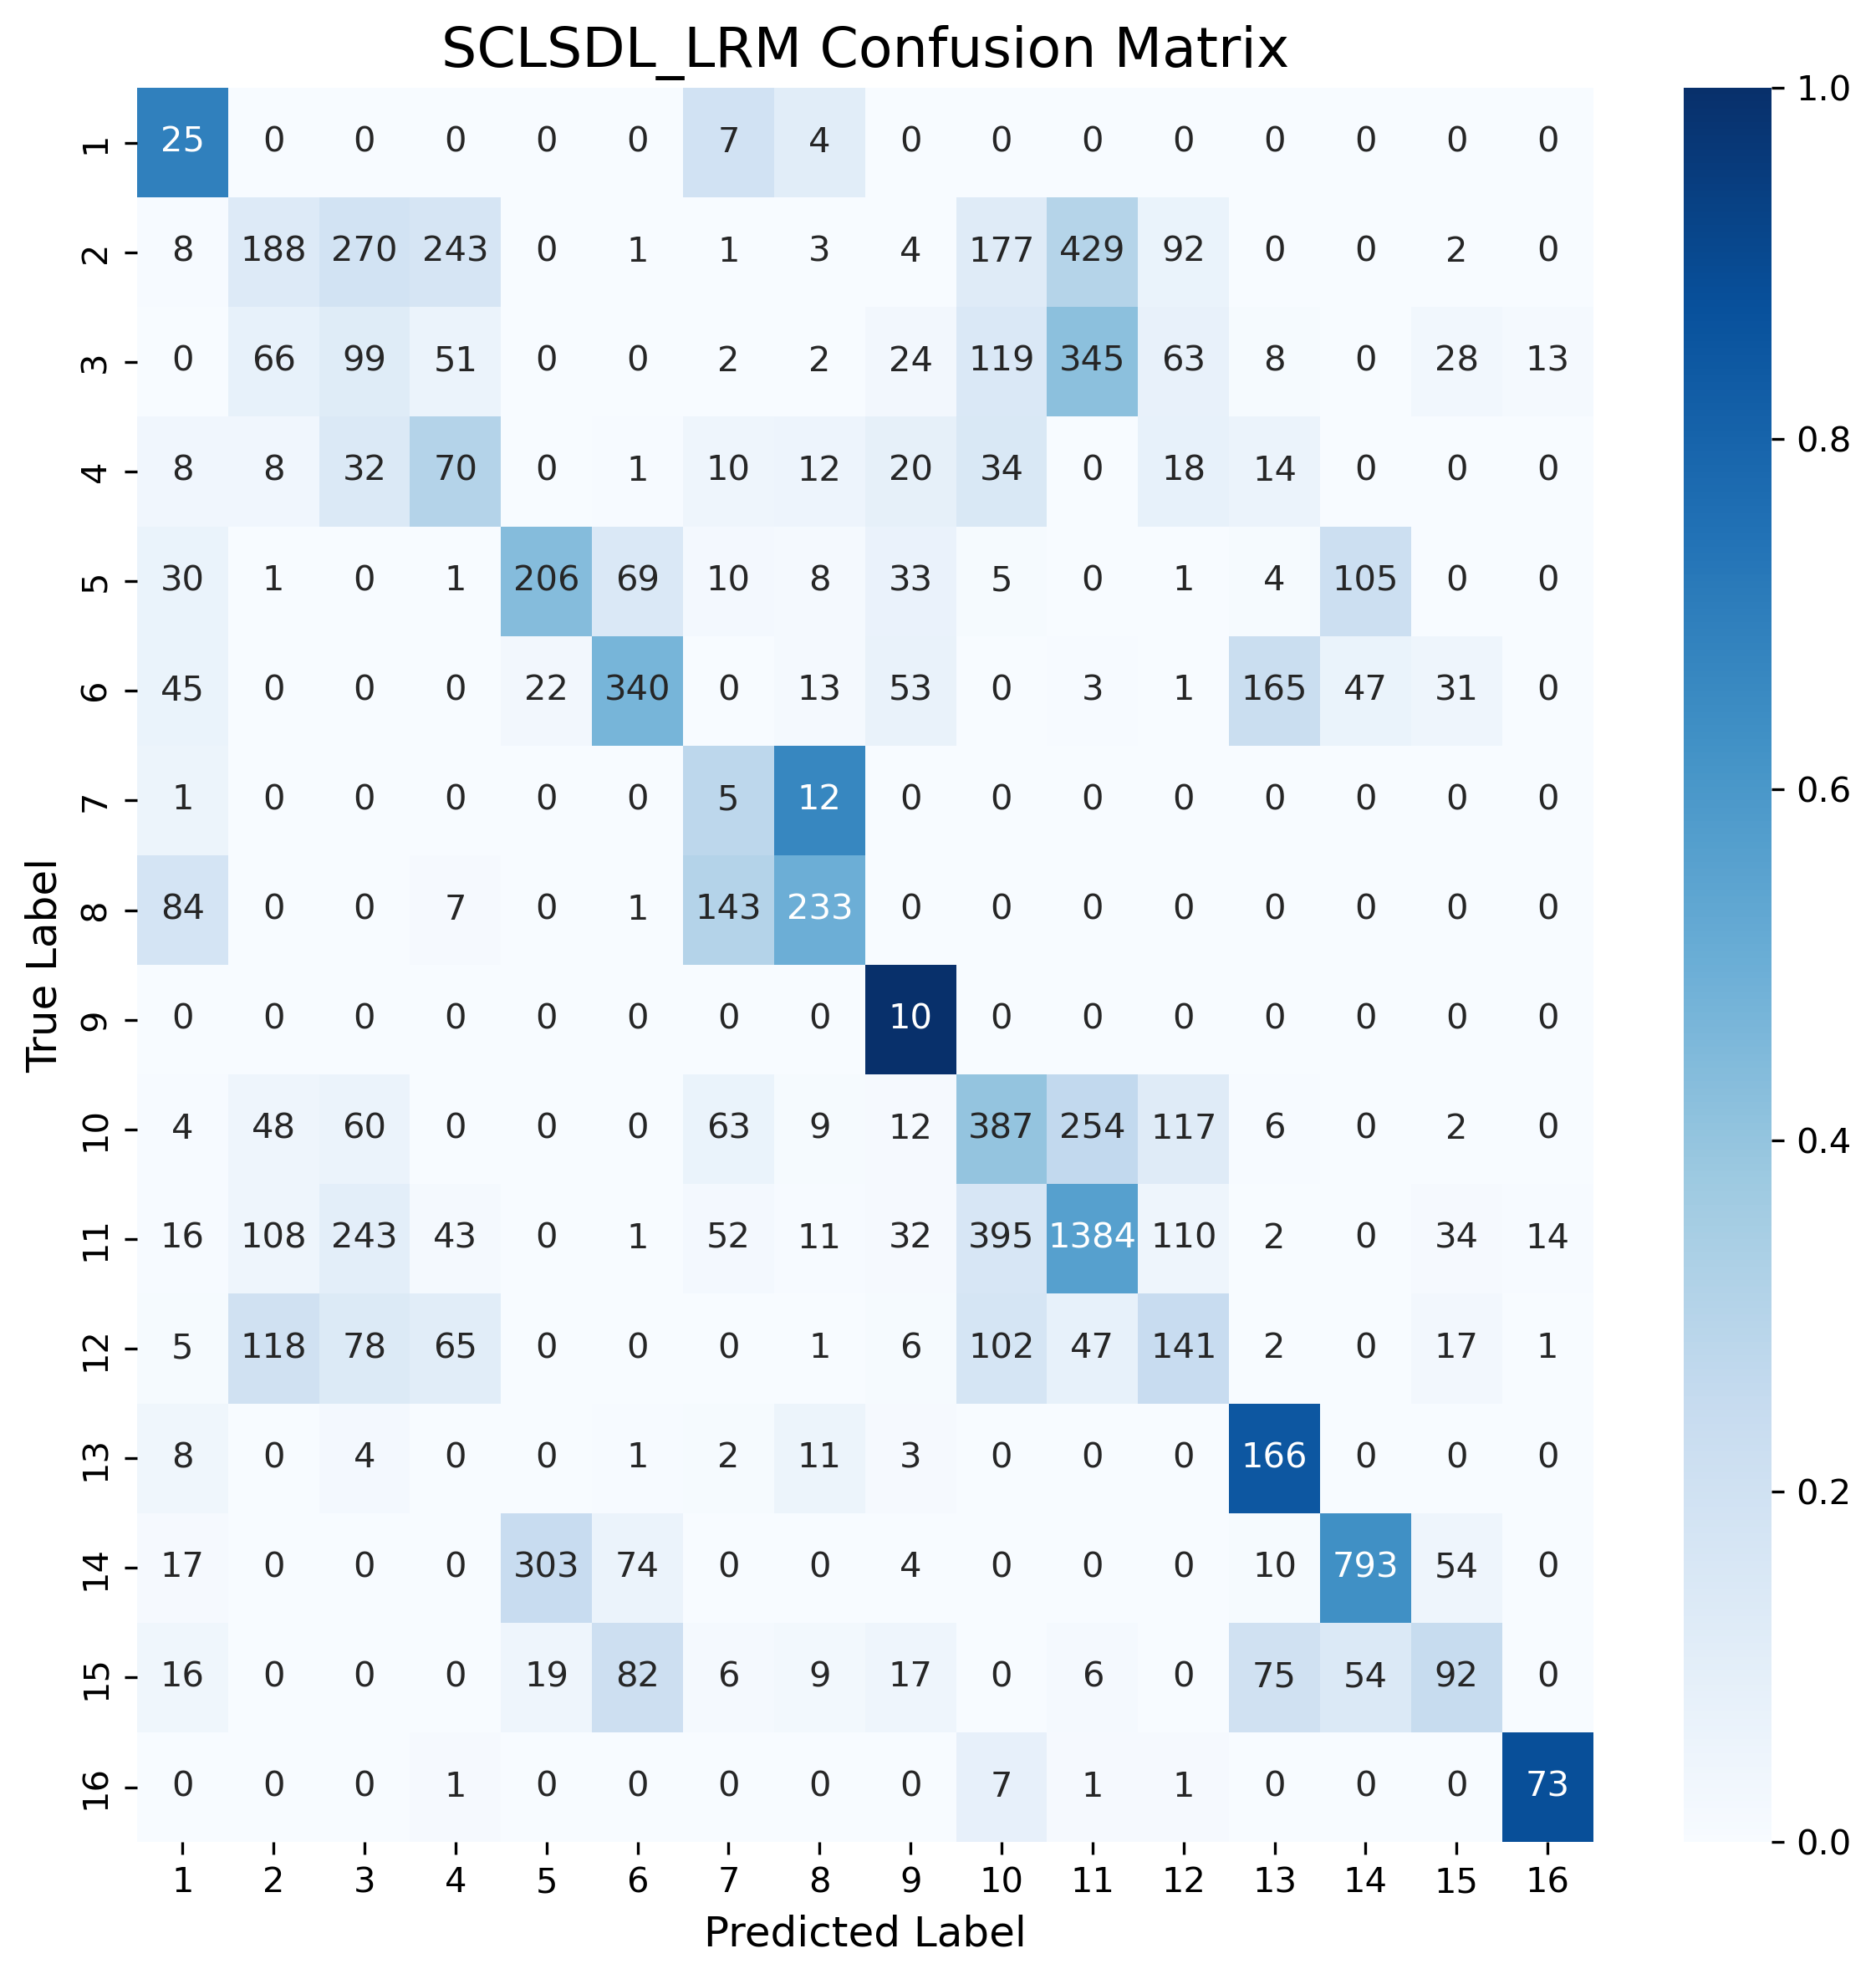 SCLSDL_LRM Confusion Matrix
1 25 0 0 0 0 0 7 4 0 0 0 0 0 0 0 0
2 8 188 270 243 0 1 1 3 4 177 429 92 0 0 2 0
3 0 66 99 51 0 0 2 2 24 119 345 63 8 0 28 13
4 8 8 32 70 0 1 10 12 20 34 0 18 14 0 0 0
5 30 1 0 1 206 69 10 8 33 5 0 1 4 105 0 0
6 45 0 0 0 22 340 0 13 53 0 3 1 165 47 31 0
7 1 0 0 0 0 0 5 12 0 0 0 0 0 0 0 0
8 84 0 0 7 0 1 143 233 0 0 0 0 0 0 0 0
9 0 0 0 0 0 0 0 0 10 0 0 0 0 0 0 0
10 4 48 60 0 0 0 63 9 12 387 254 117 6 0 2 0
11 16 108 243 43 0 1 52 11 32 395 1384 110 2 0 34 14
12 5 118 78 65 0 0 0 1 6 102 47 141 2 0 17 1
13 8 0 4 0 0 1 2 11 3 0 0 0 166 0 0 0
14 17 0 0 0 303 74 0 0 4 0 0 0 10 793 54 0
15 16 0 0 0 19 82 6 9 17 0 6 0 75 54 92 0
16 0 0 0 1 0 0 0 0 0 7 1 1 0 0 0 73
1 2 3 4 5 6 7 8 9 10 11 12 13 14 15 16
Predicted Label
True Label
1.0
0.8
0.6
0.4
0.2
0.0